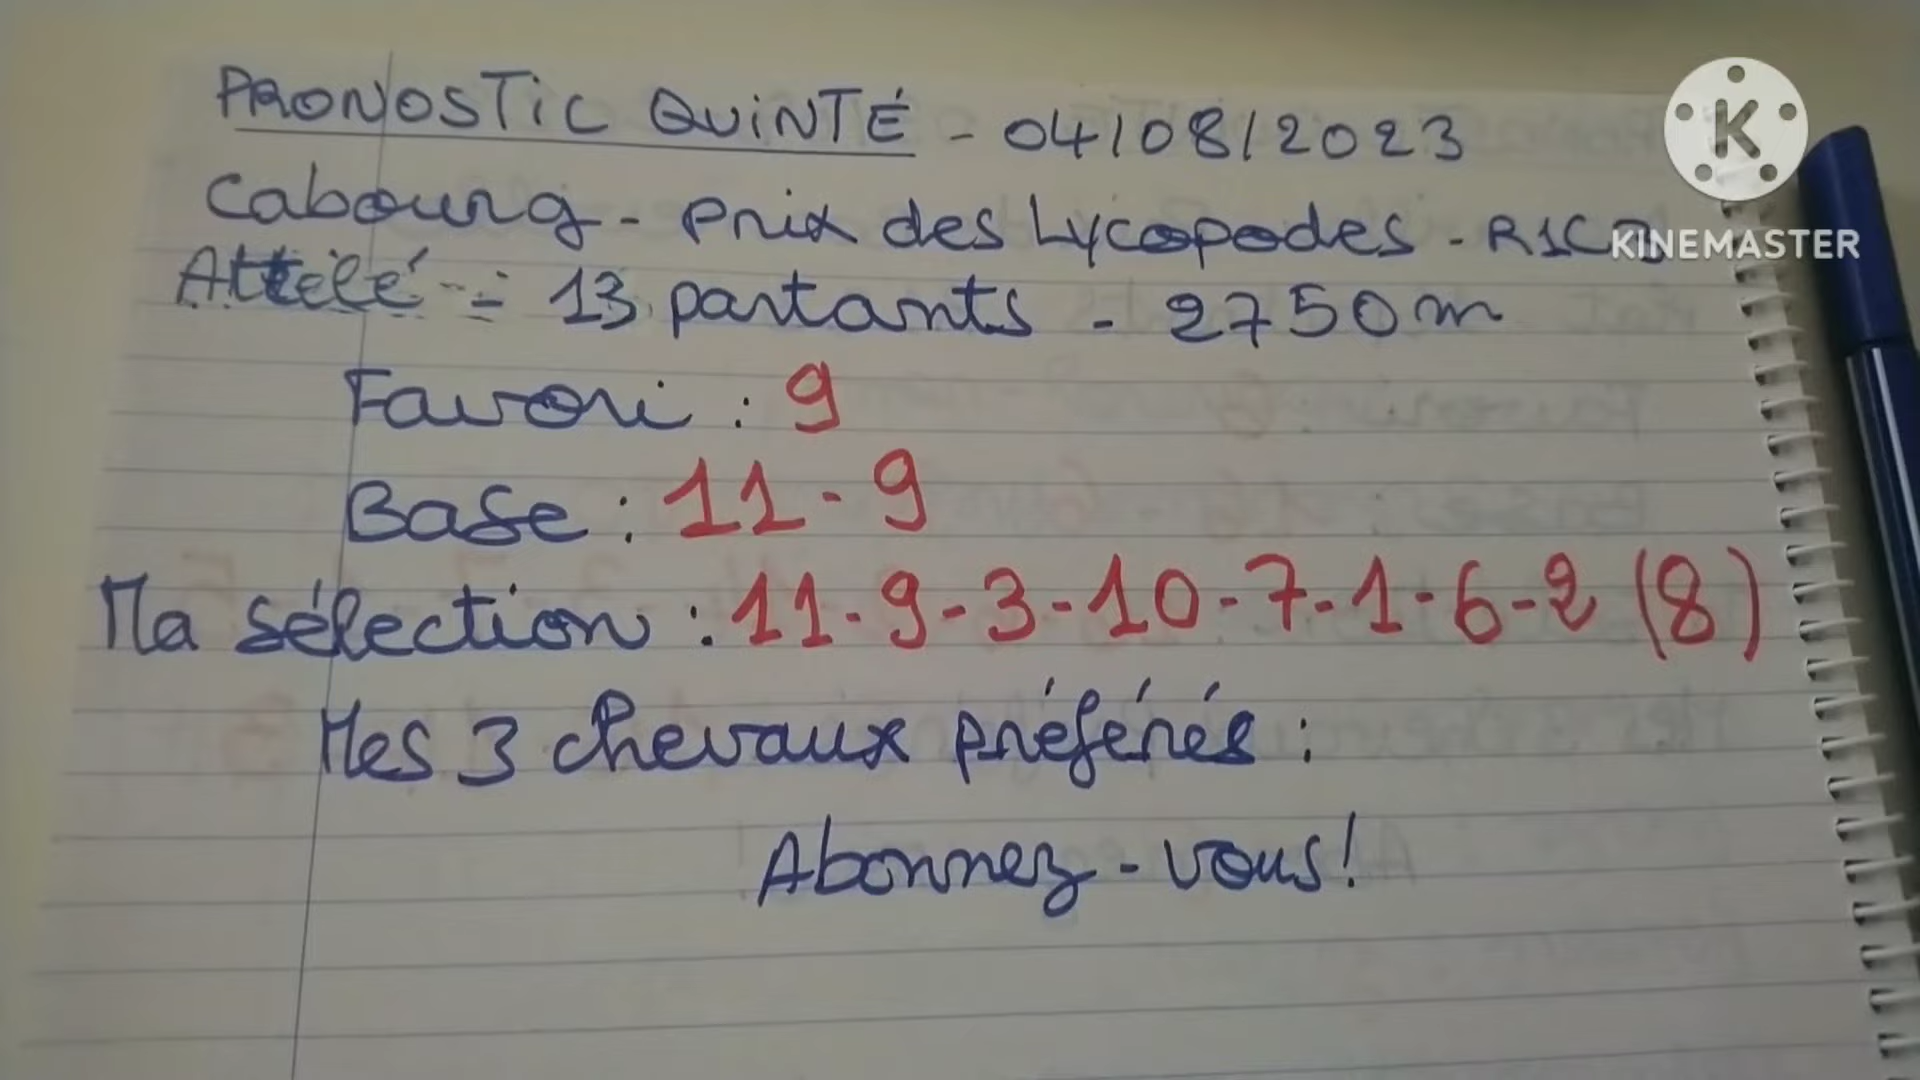 PRONOSTIC QUINTÉ - 04/08/2023
Cabourg - Prix des Lycopodes - R1C
Attelé - 13 partants - 2750m
Favori : 9
Base : 11 - 9
Ma sélection : 11 - 9 - 3 - 10 - 7 - 1 - 6 - 2 (8)
Mes 3 chevaux préférés :
Abonnez-vous!
K
KINEMASTER